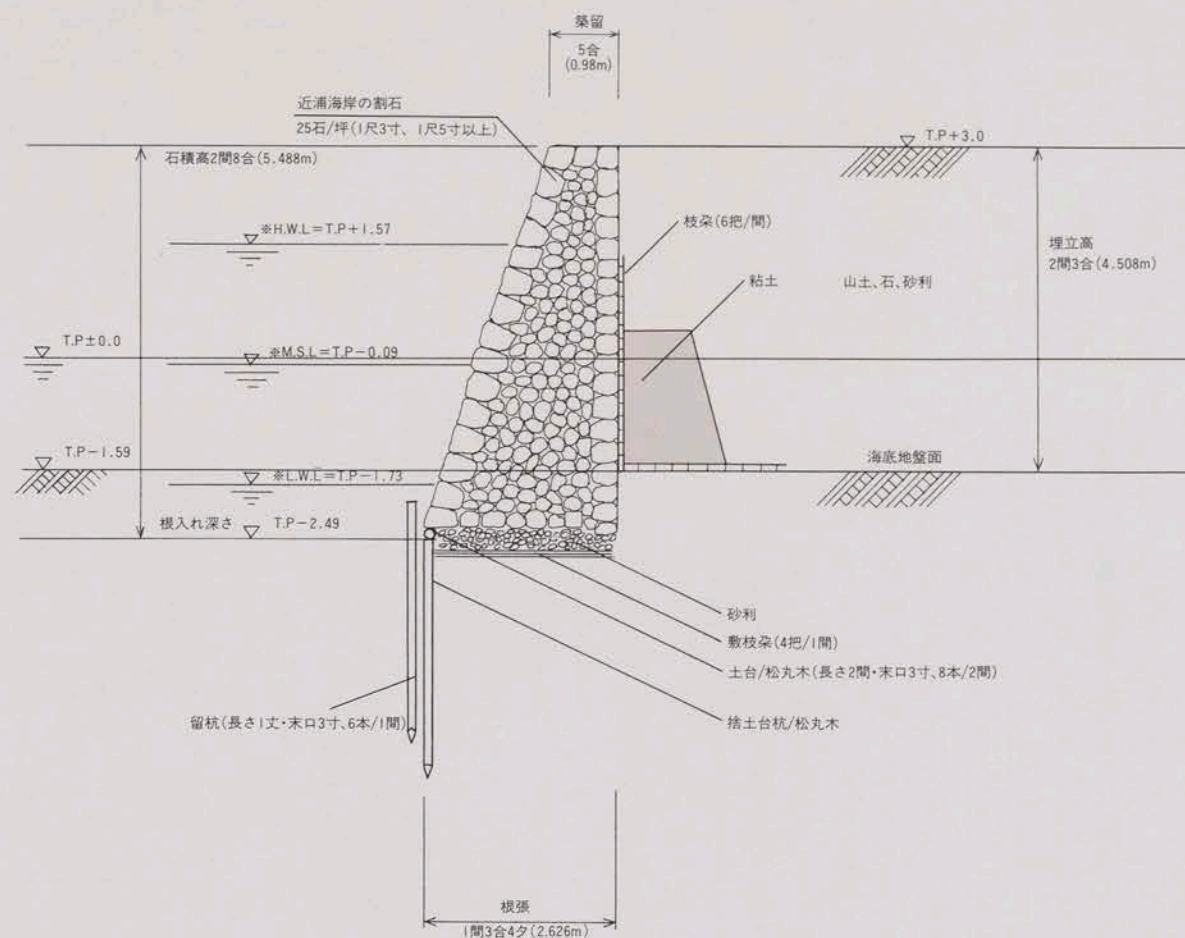 築留
5合
(0.98m)
近浦海岸の割石
25石/坪(1尺3寸、1尺5寸以上)
T.P+3.0
石積高2間8合(5.488m)
枝朶(6把/間)
※H.W.L=T.P+1.57
埋立高
2間3合(4.508m)
粘土
山土、石、砂利
T.P±0.0
※M.S.L=T.P-0.09
T.P-1.59
海底地盤面
※L.W.L=T.P-1.73
根入れ深さ
T.P-2.49
砂利
敷枝朶(4把/1間)
土台/松丸木(長さ2間・末口3寸、8本/2間)
留杭(長さ1丈・末口3寸、6本/1間)
捨土台杭/松丸木
根張
1間3合4夕(2.626m)